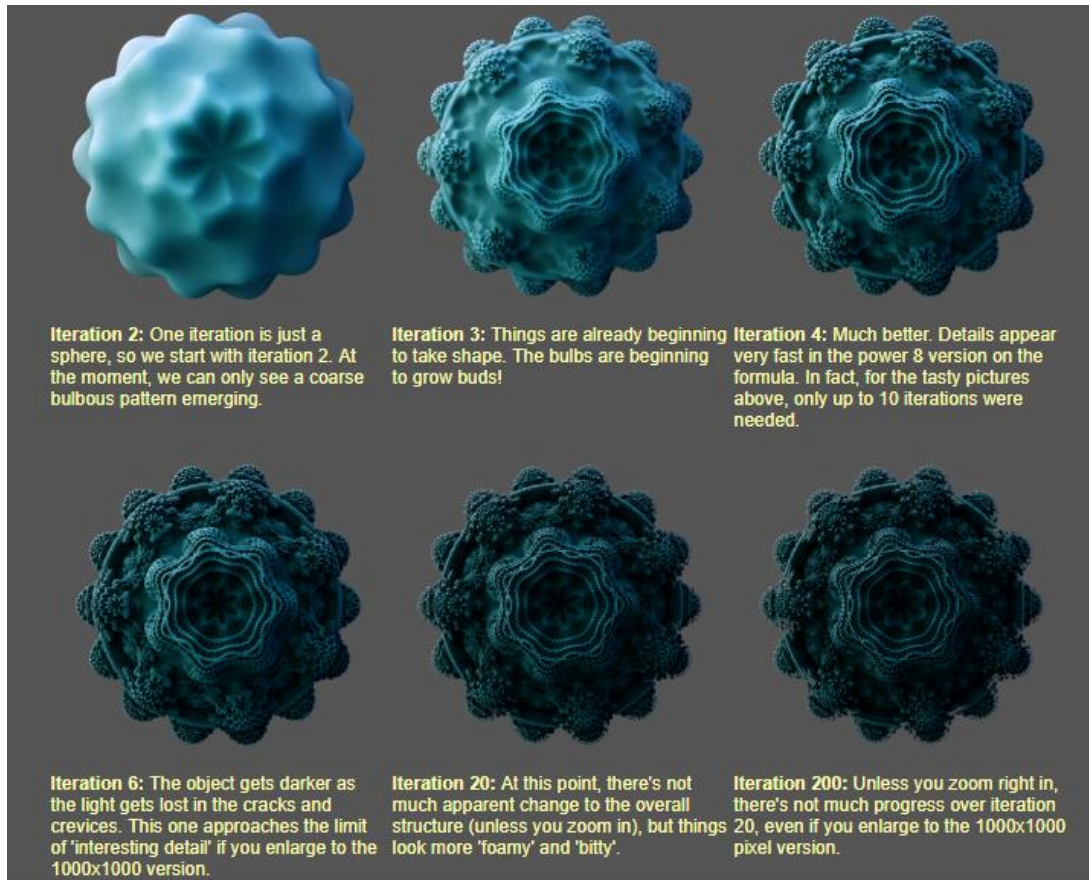 Iteration 2: One iteration is just a
sphere, so we start with iteration 2. At
the moment, we can only see a coarse
bulbous pattern emerging.
Iteration 3: Things are already beginning
to take shape. The bulbs are beginning
to grow buds!
Iteration 4: Much better. Details appear
very fast in the power 8 version on the
formula. In fact, for the tasty pictures
above, only up to 10 iterations were
needed.
Iteration 6: The object gets darker as
the light gets lost in the cracks and
crevices. This one approaches the limit
of 'interesting detail' if you enlarge to the
1000x1000 version.
Iteration 20: At this point, there's not
much apparent change to the overall
structure (unless you zoom in), but things
look more 'foamy' and 'bitty'.
Iteration 200: Unless you zoom right in,
there's not much progress over iteration
20, even if you enlarge to the 1000x1000
pixel version.